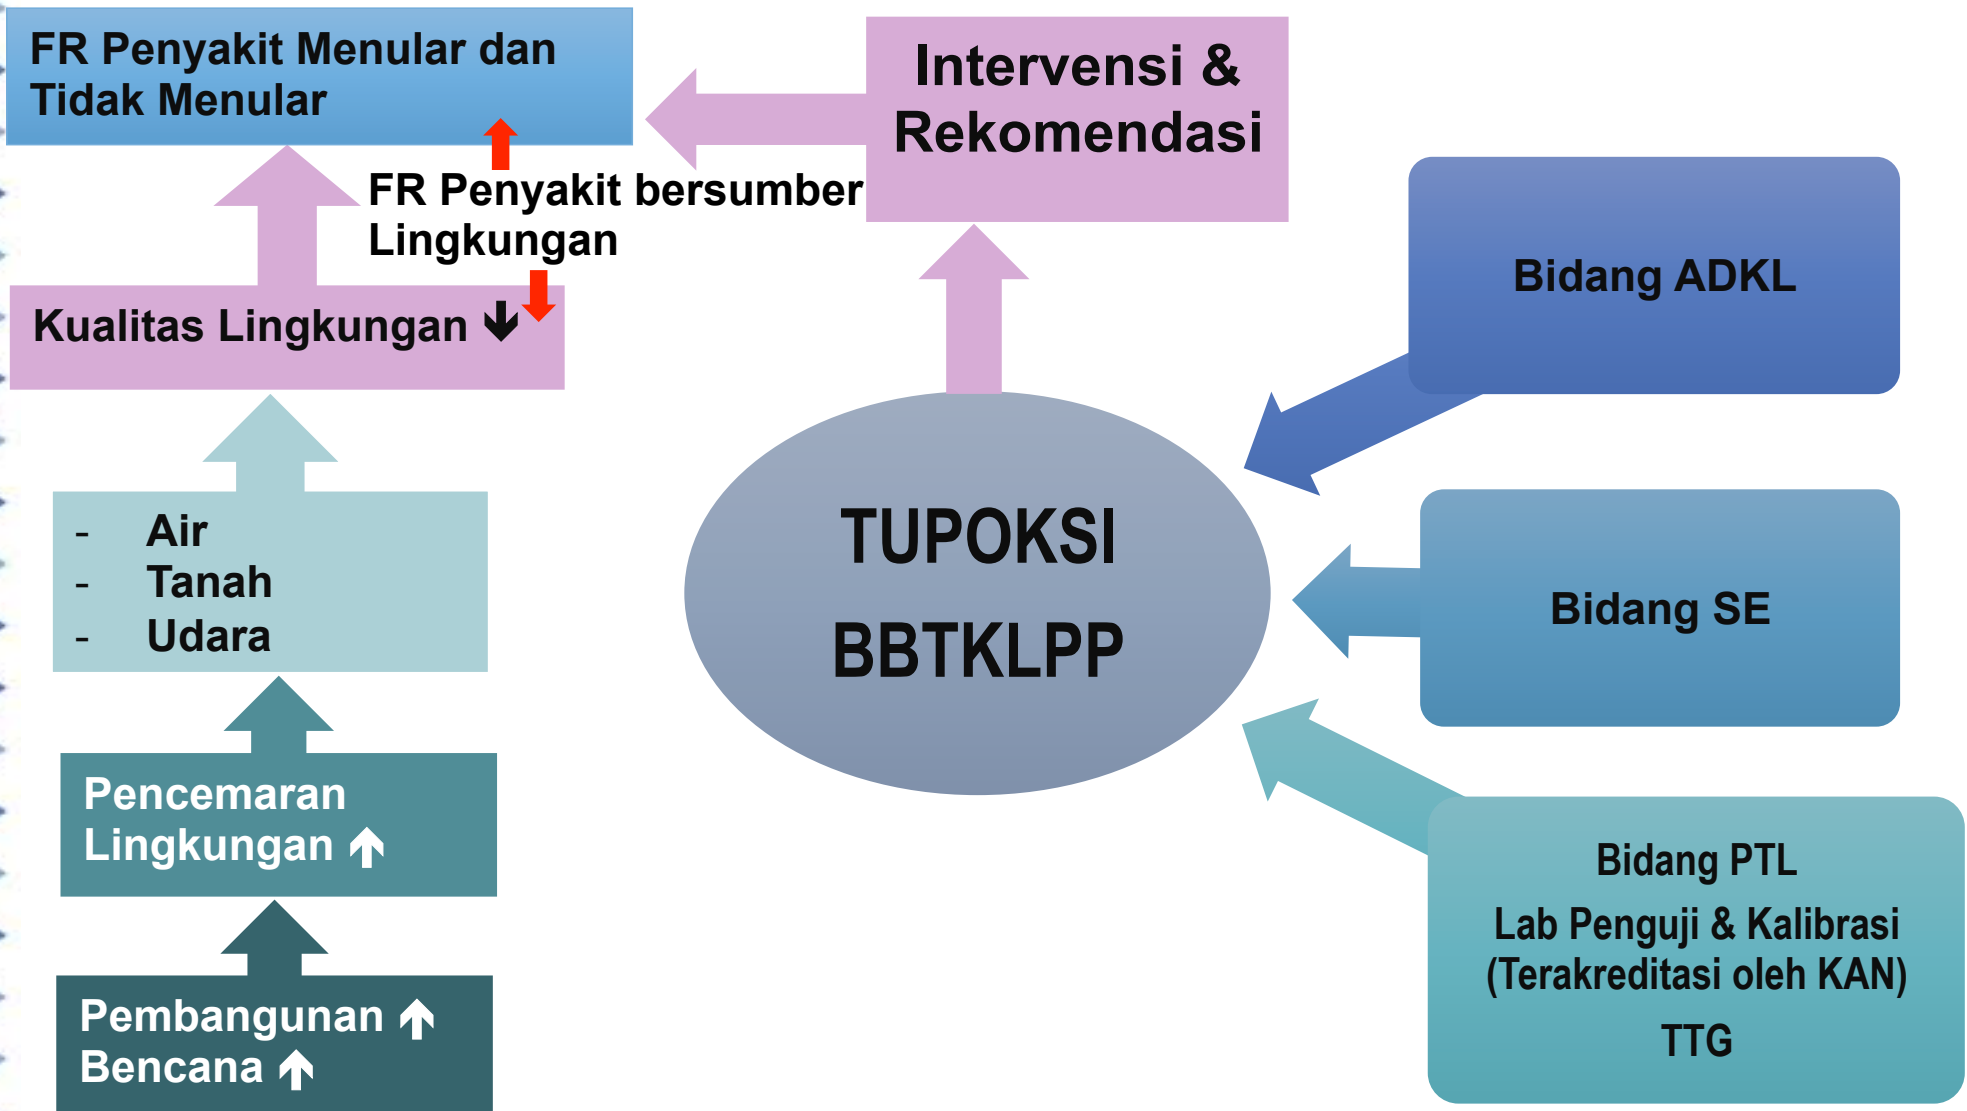 FR Penyakit Menular dan
Tidak Menular
Intervensi &
Rekomendasi
FR Penyakit bersumber
Lingkungan
Kualitas Lingkungan 🡻
- Air
- Tanah
- Udara
Pencemaran
Lingkungan 🡹
Pembangunan 🡹
Bencana 🡹
TUPOKSI
BBTKLPP
Bidang ADKL
Bidang SE
Bidang PTL
Lab Penguji & Kalibrasi
(Terakreditasi oleh KAN)
TTG